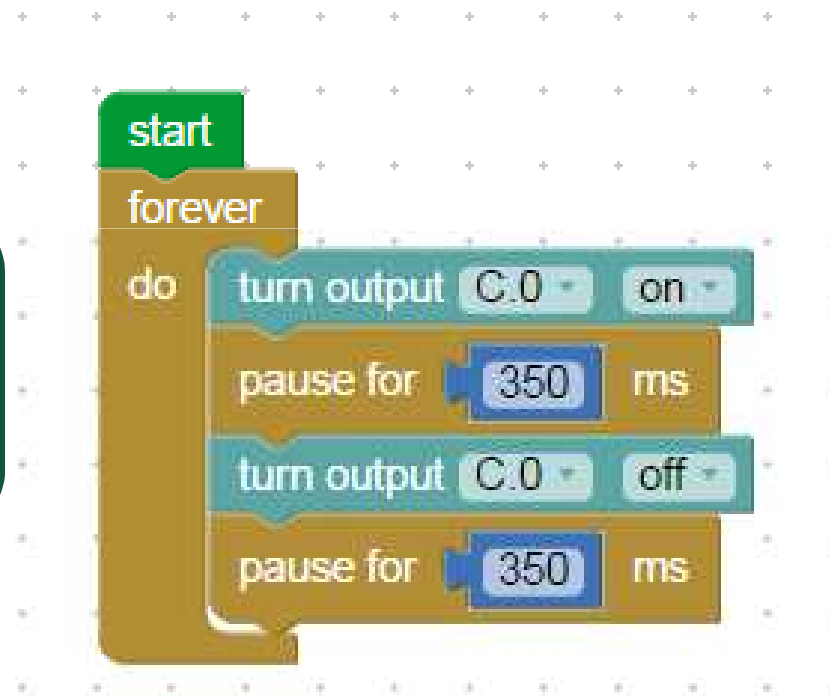 start
forever
do
turn output C.0 on
pause for 350 ms
turn output C.0 off
pause for 350 ms